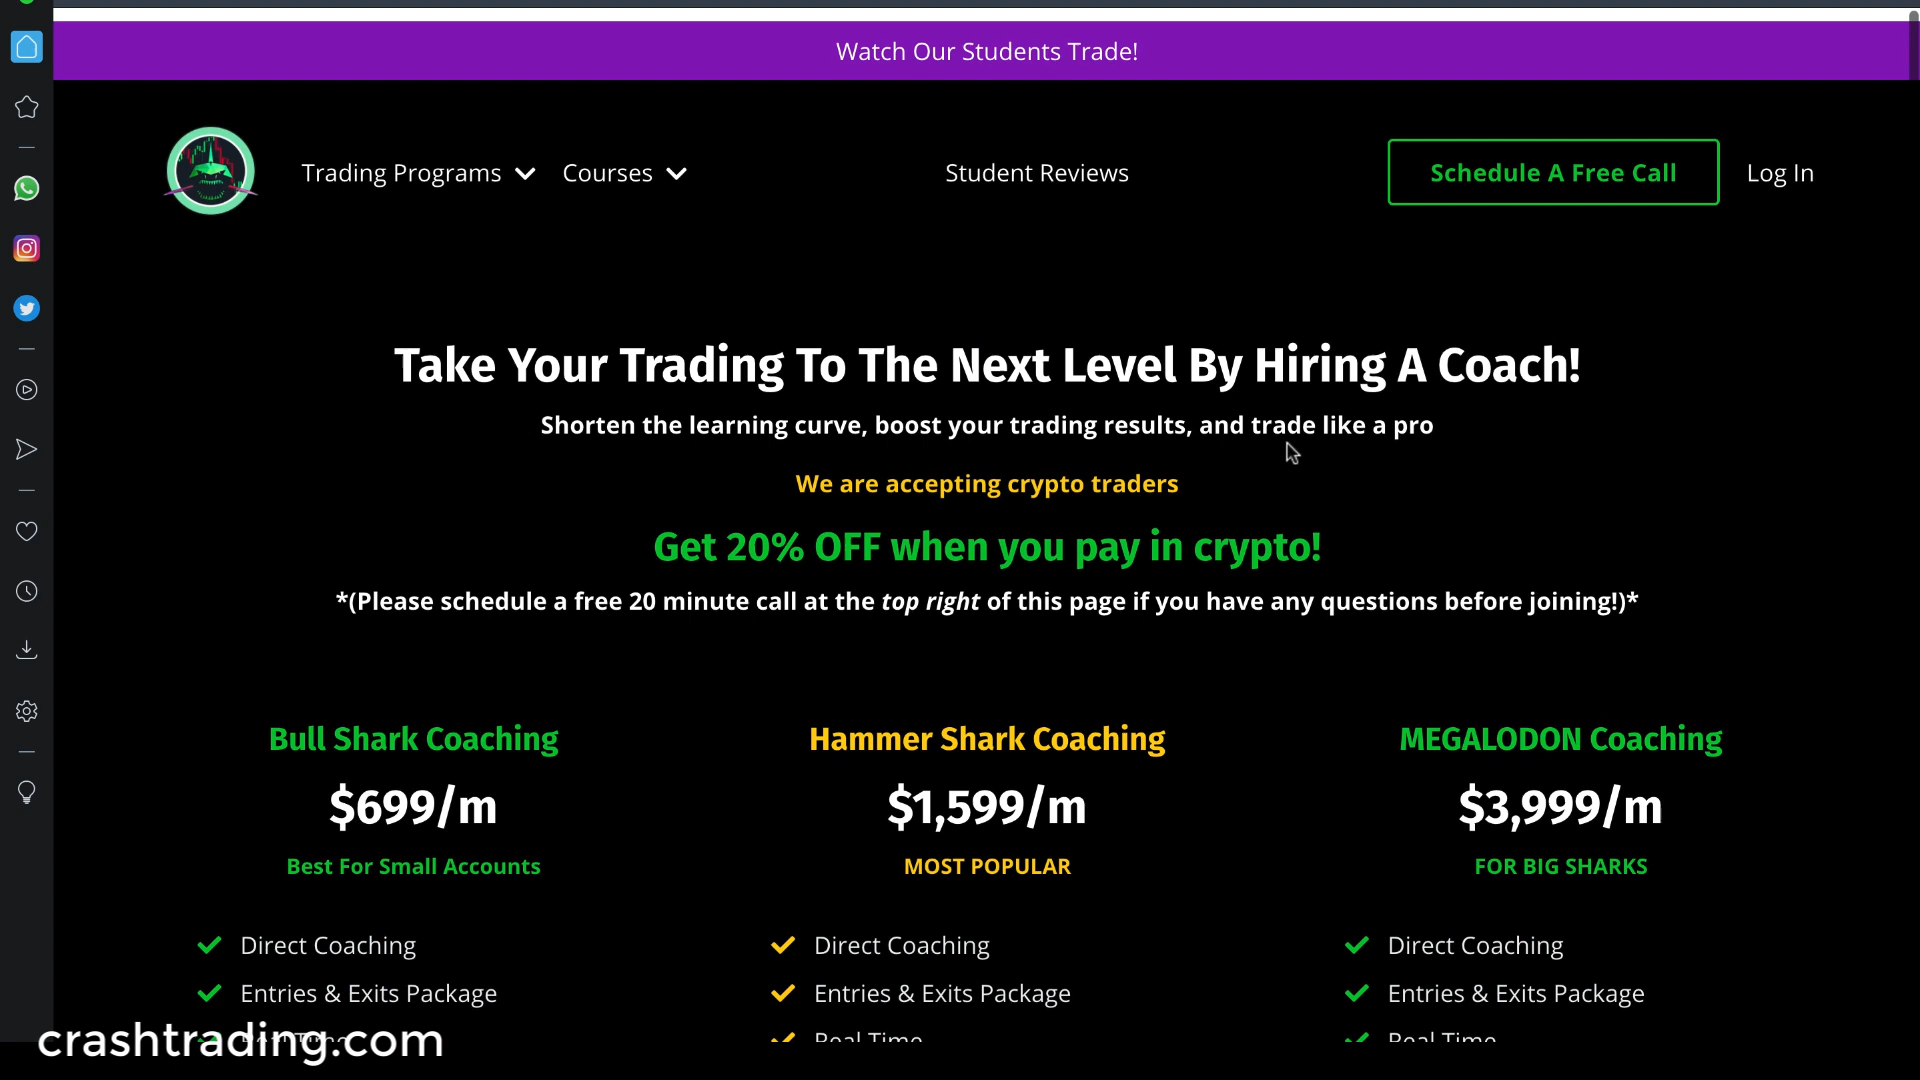 Watch Our Students Trade!
Trading Programs Courses Student Reviews Schedule A Free Call Log In
Take Your Trading To The Next Level By Hiring A Coach!
Shorten the learning curve, boost your trading results, and trade like a pro
We are accepting crypto traders
Get 20% OFF when you pay in crypto!
*(Please schedule a free 20 minute call at the top right of this page if you have any questions before joining!)*
Bull Shark Coaching
$699/m
Best For Small Accounts
Direct Coaching
Entries & Exits Package
Hammer Shark Coaching
$1,599/m
MOST POPULAR
Direct Coaching
Entries & Exits Package
Real Time
MEGALODON Coaching
$3,999/m
FOR BIG SHARKS
Direct Coaching
Entries & Exits Package
Real Time
crashtrading.com